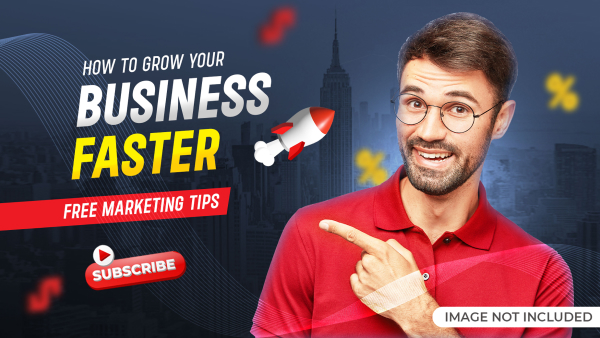 HOW TO GROW YOUR
BUSINESS
FASTER
FREE MARKETING TIPS
SUBSCRIBE
IMAGE NOT INCLUDED